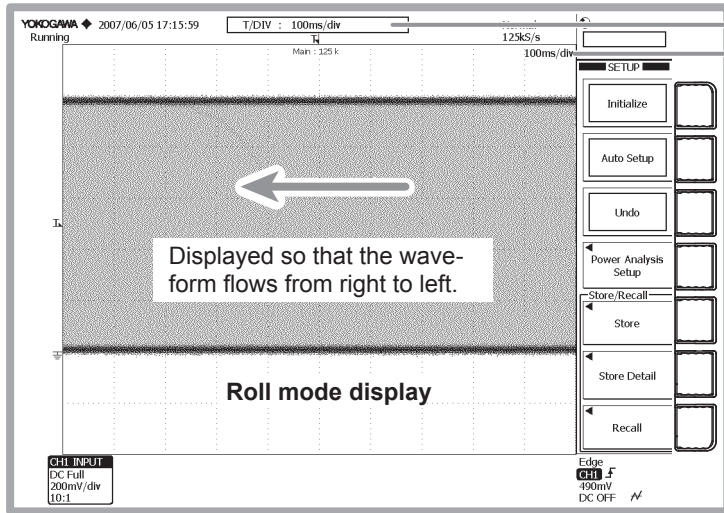 YOKOGAWA 2007/06/05 17:15:59
Running
T/DIV : 100ms/div
T
Main : 125 k
125kS/s
100ms/div
SETUP
Initialize
Auto Setup
Undo
Power Analysis
Setup
Store/Recall
Store
Store Detail
Recall
T
Displayed so that the wave-
form flows from right to left.
Roll mode display
CH1 INPUT
DC Full
200mV/div
10:1
Edge
CH1
490mV
DC OFF